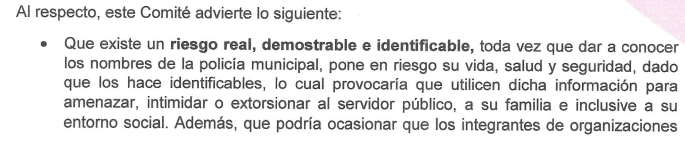 Al respecto, este Comité advierte lo siguiente:
• Que existe un riesgo real, demostrable e identificable, toda vez que dar a conocer
los nombres de la policía municipal, pone en riesgo su vida, salud y seguridad, dado
que los hace identificables, lo cual provocaría que utilicen dicha información para
amenazar, intimidar o extorsionar al servidor público, a su familia e inclusive a su
entorno social. Además, que podría ocasionar que los integrantes de organizaciones